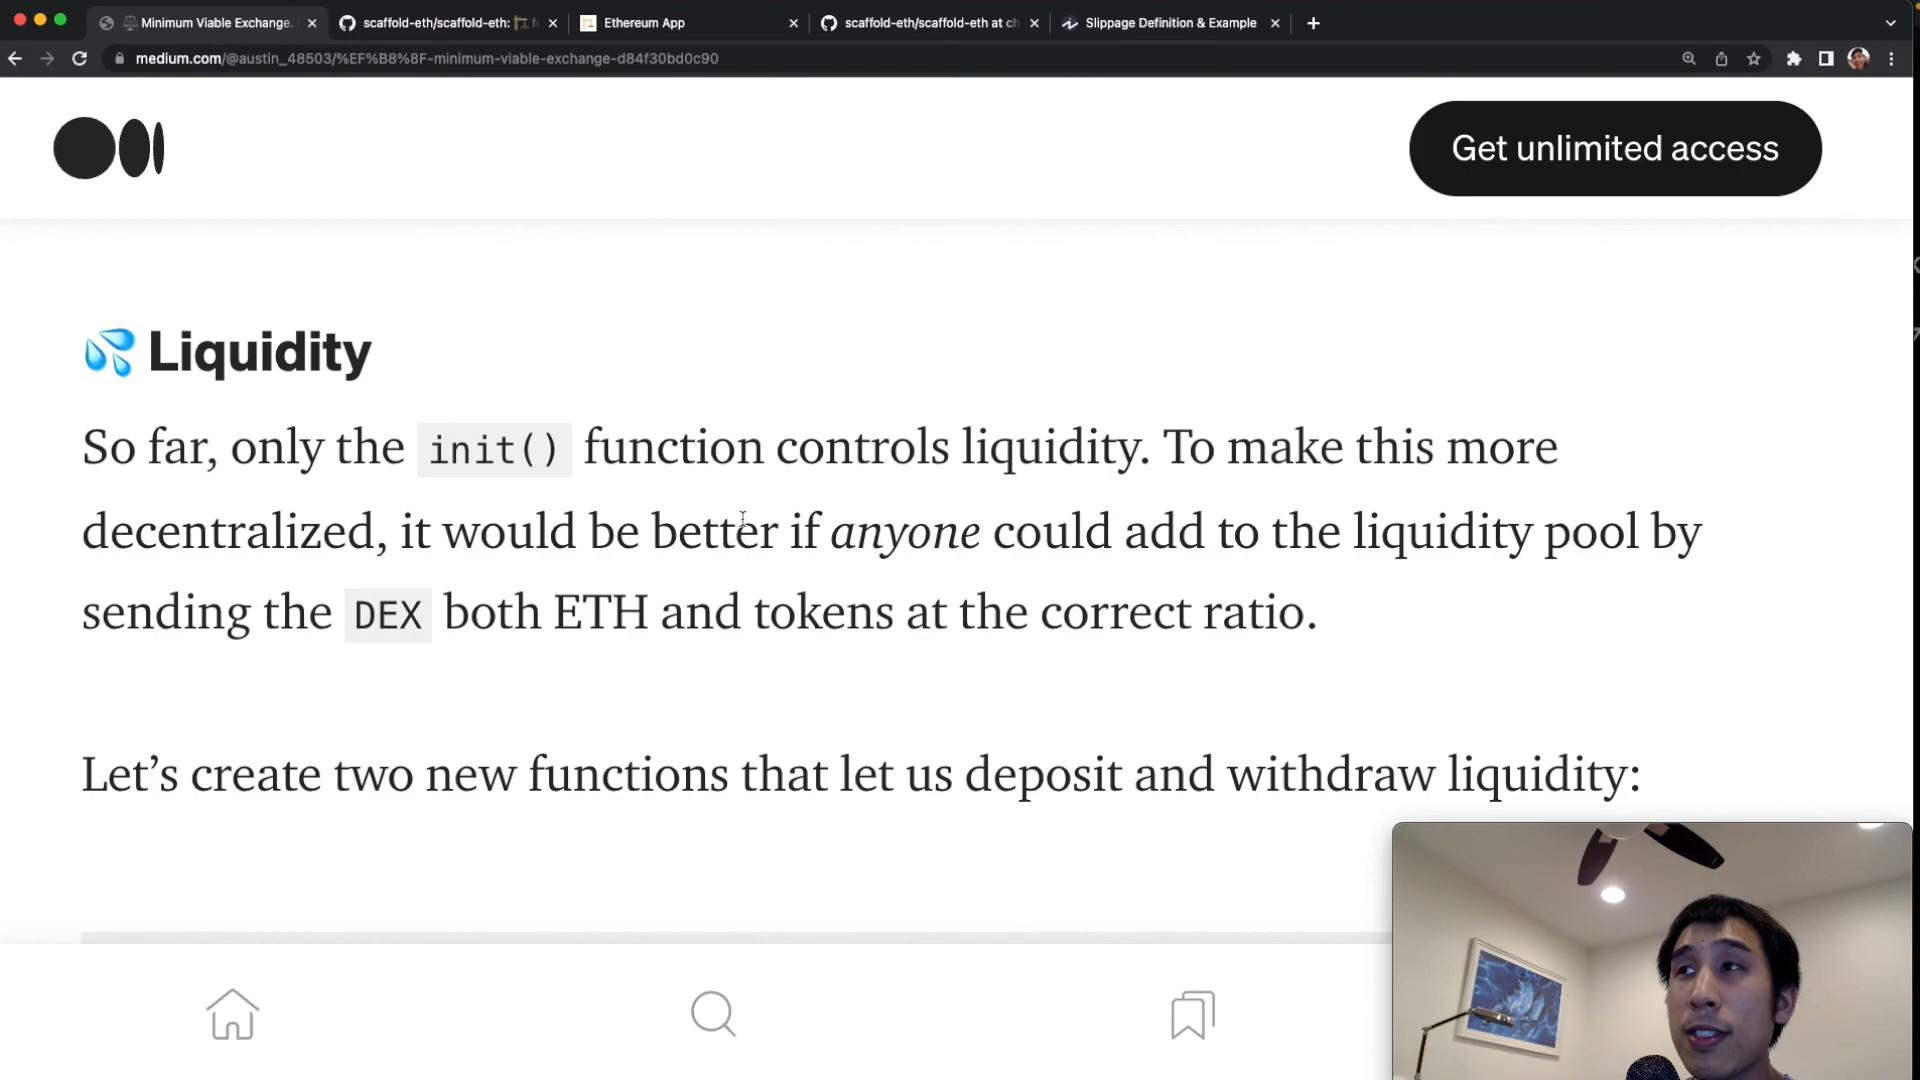 Minimum Viable Exchange.
scaffold-eth/scaffold-eth:
Ethereum App
scaffold-eth/scaffold-eth at ch
Slippage Definition & Example
medium.com/@austin_48503/%EF%B8%8F-minimum-viable-exchange-d84f30bd0c90
Get unlimited access
Liquidity
So far, only the init() function controls liquidity. To make this more
decentralized, it would be better if anyone could add to the liquidity pool by
sending the DEX both ETH and tokens at the correct ratio.
Let’s create two new functions that let us deposit and withdraw liquidity: